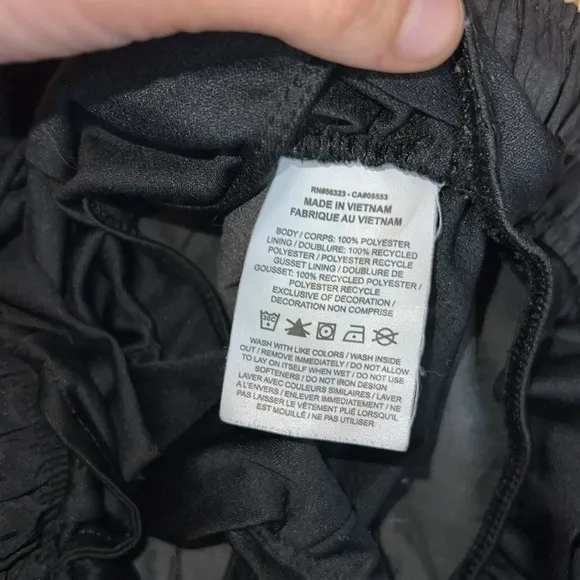 RN#56323 - CA#05553
MADE IN VIETNAM
FABRIQUE AU VIETNAM
BODY / CORPS: 100% POLYESTER
LINING / DOUBLURE: 100% RECYCLED
POLYESTER / POLYESTER RECYCLE
GUSSET LINING / DOUBLURE DE
GOUSSET: 100% RECYCLED POLYESTER /
POLYESTER RECYCLE
EXCLUSIVE OF DECORATION /
DECORATION NON COMPRISE
30C
WASH WITH LIKE COLORS / WASH INSIDE
OUT / REMOVE IMMEDIATELY / DO NOT ALLOW
TO LAY ON ITSELF WHEN WET / DO NOT USE
SOFTENERS / DO NOT IRON DESIGN
LAVER AVEC COULEURS SIMILAIRES / LAVER
A L'ENVERS / ENLEVER IMMEDIATEMENT / NE
PAS LAISSER LE VÊTEMENT PLIÉ LORSQU'IL
EST MOUILLÉ / NE PAS UTILISER